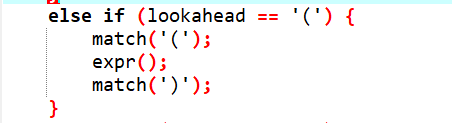 else if (lookahead == '(') {
match('(');
expr();
match(')');
}